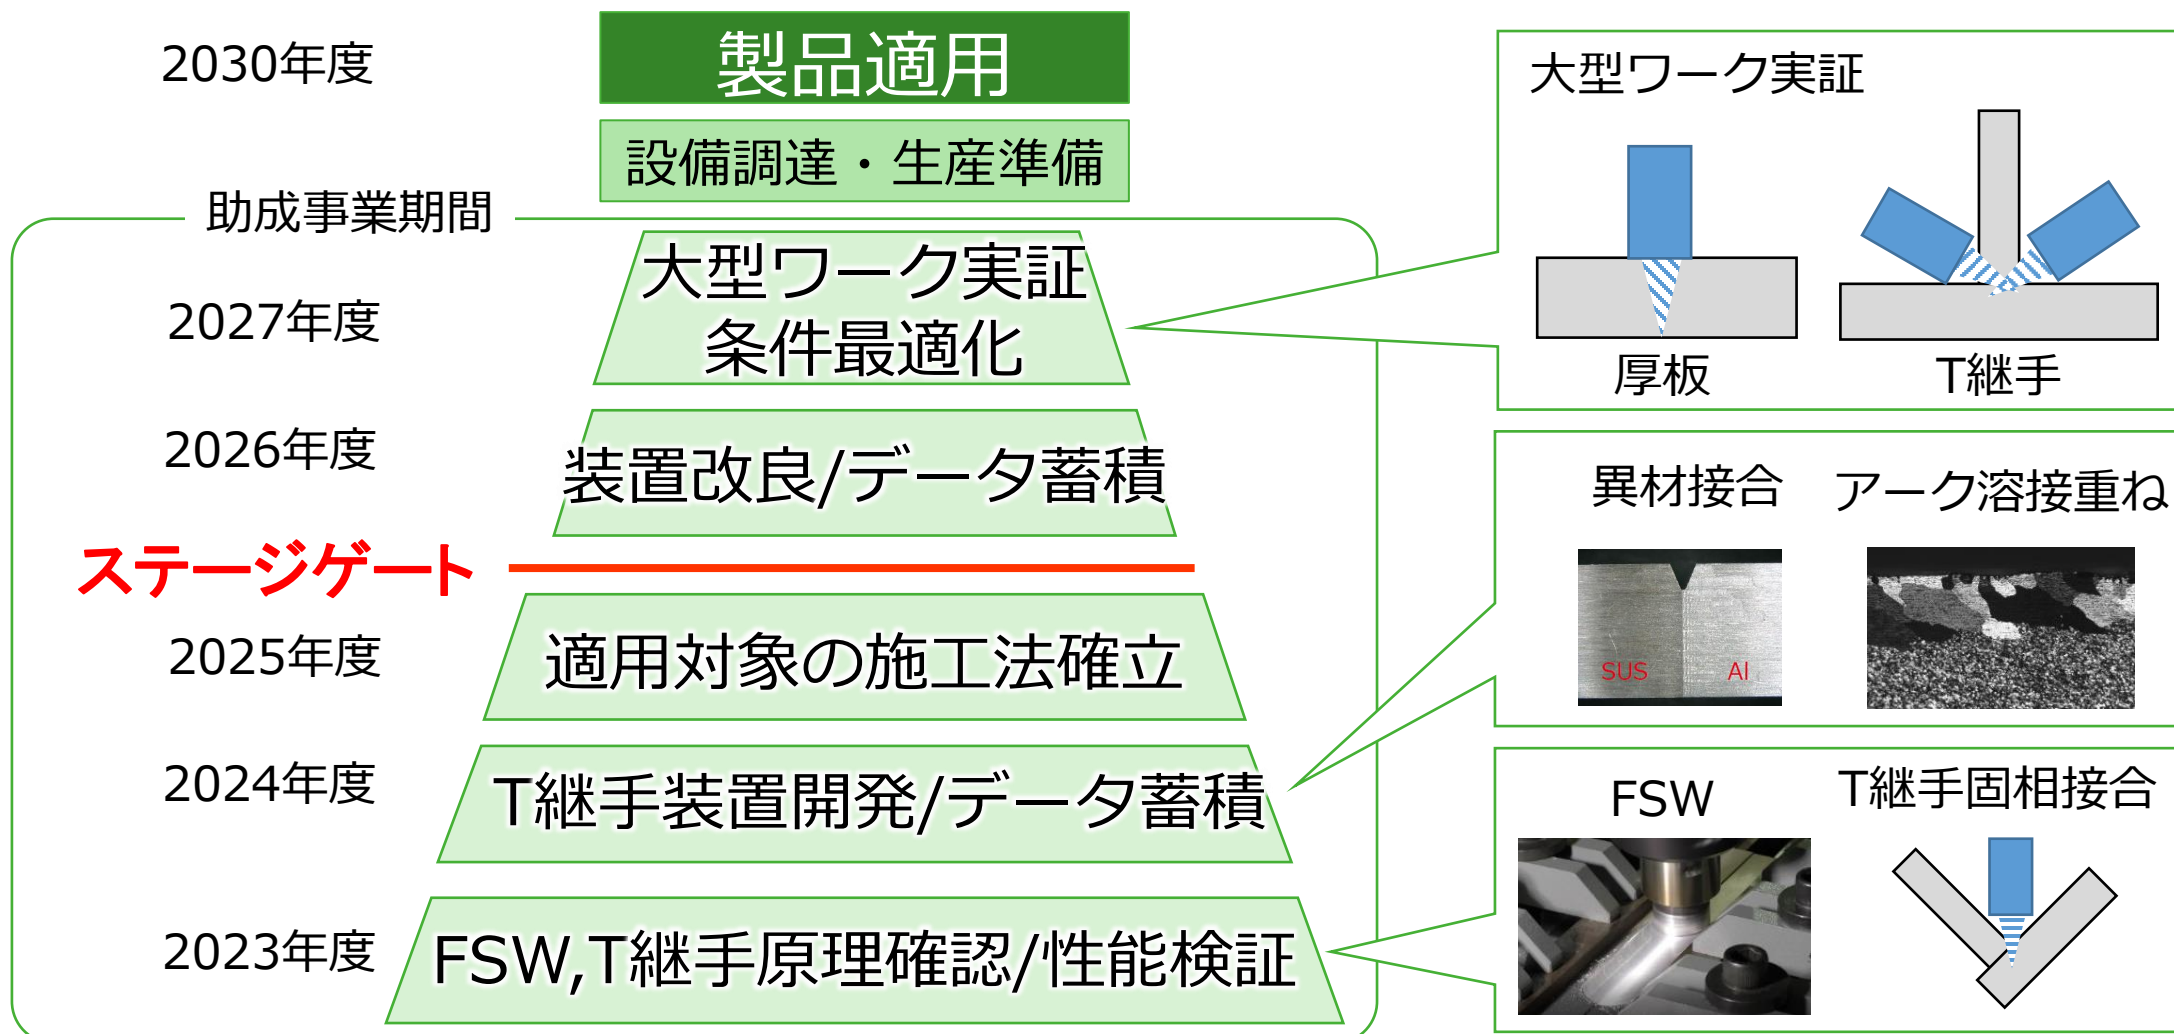 2030年度
製品適用
設備調達・生産準備
助成事業期間
2027年度
大型ワーク実証
条件最適化
2026年度
装置改良/データ蓄積
ステージゲート
2025年度
適用対象の施工法確立
2024年度
T継手装置開発/データ蓄積
2023年度
FSW,T継手原理確認/性能検証
大型ワーク実証
厚板
T継手
異材接合
アーク溶接重ね
SUS
Al
FSW
T継手固相接合